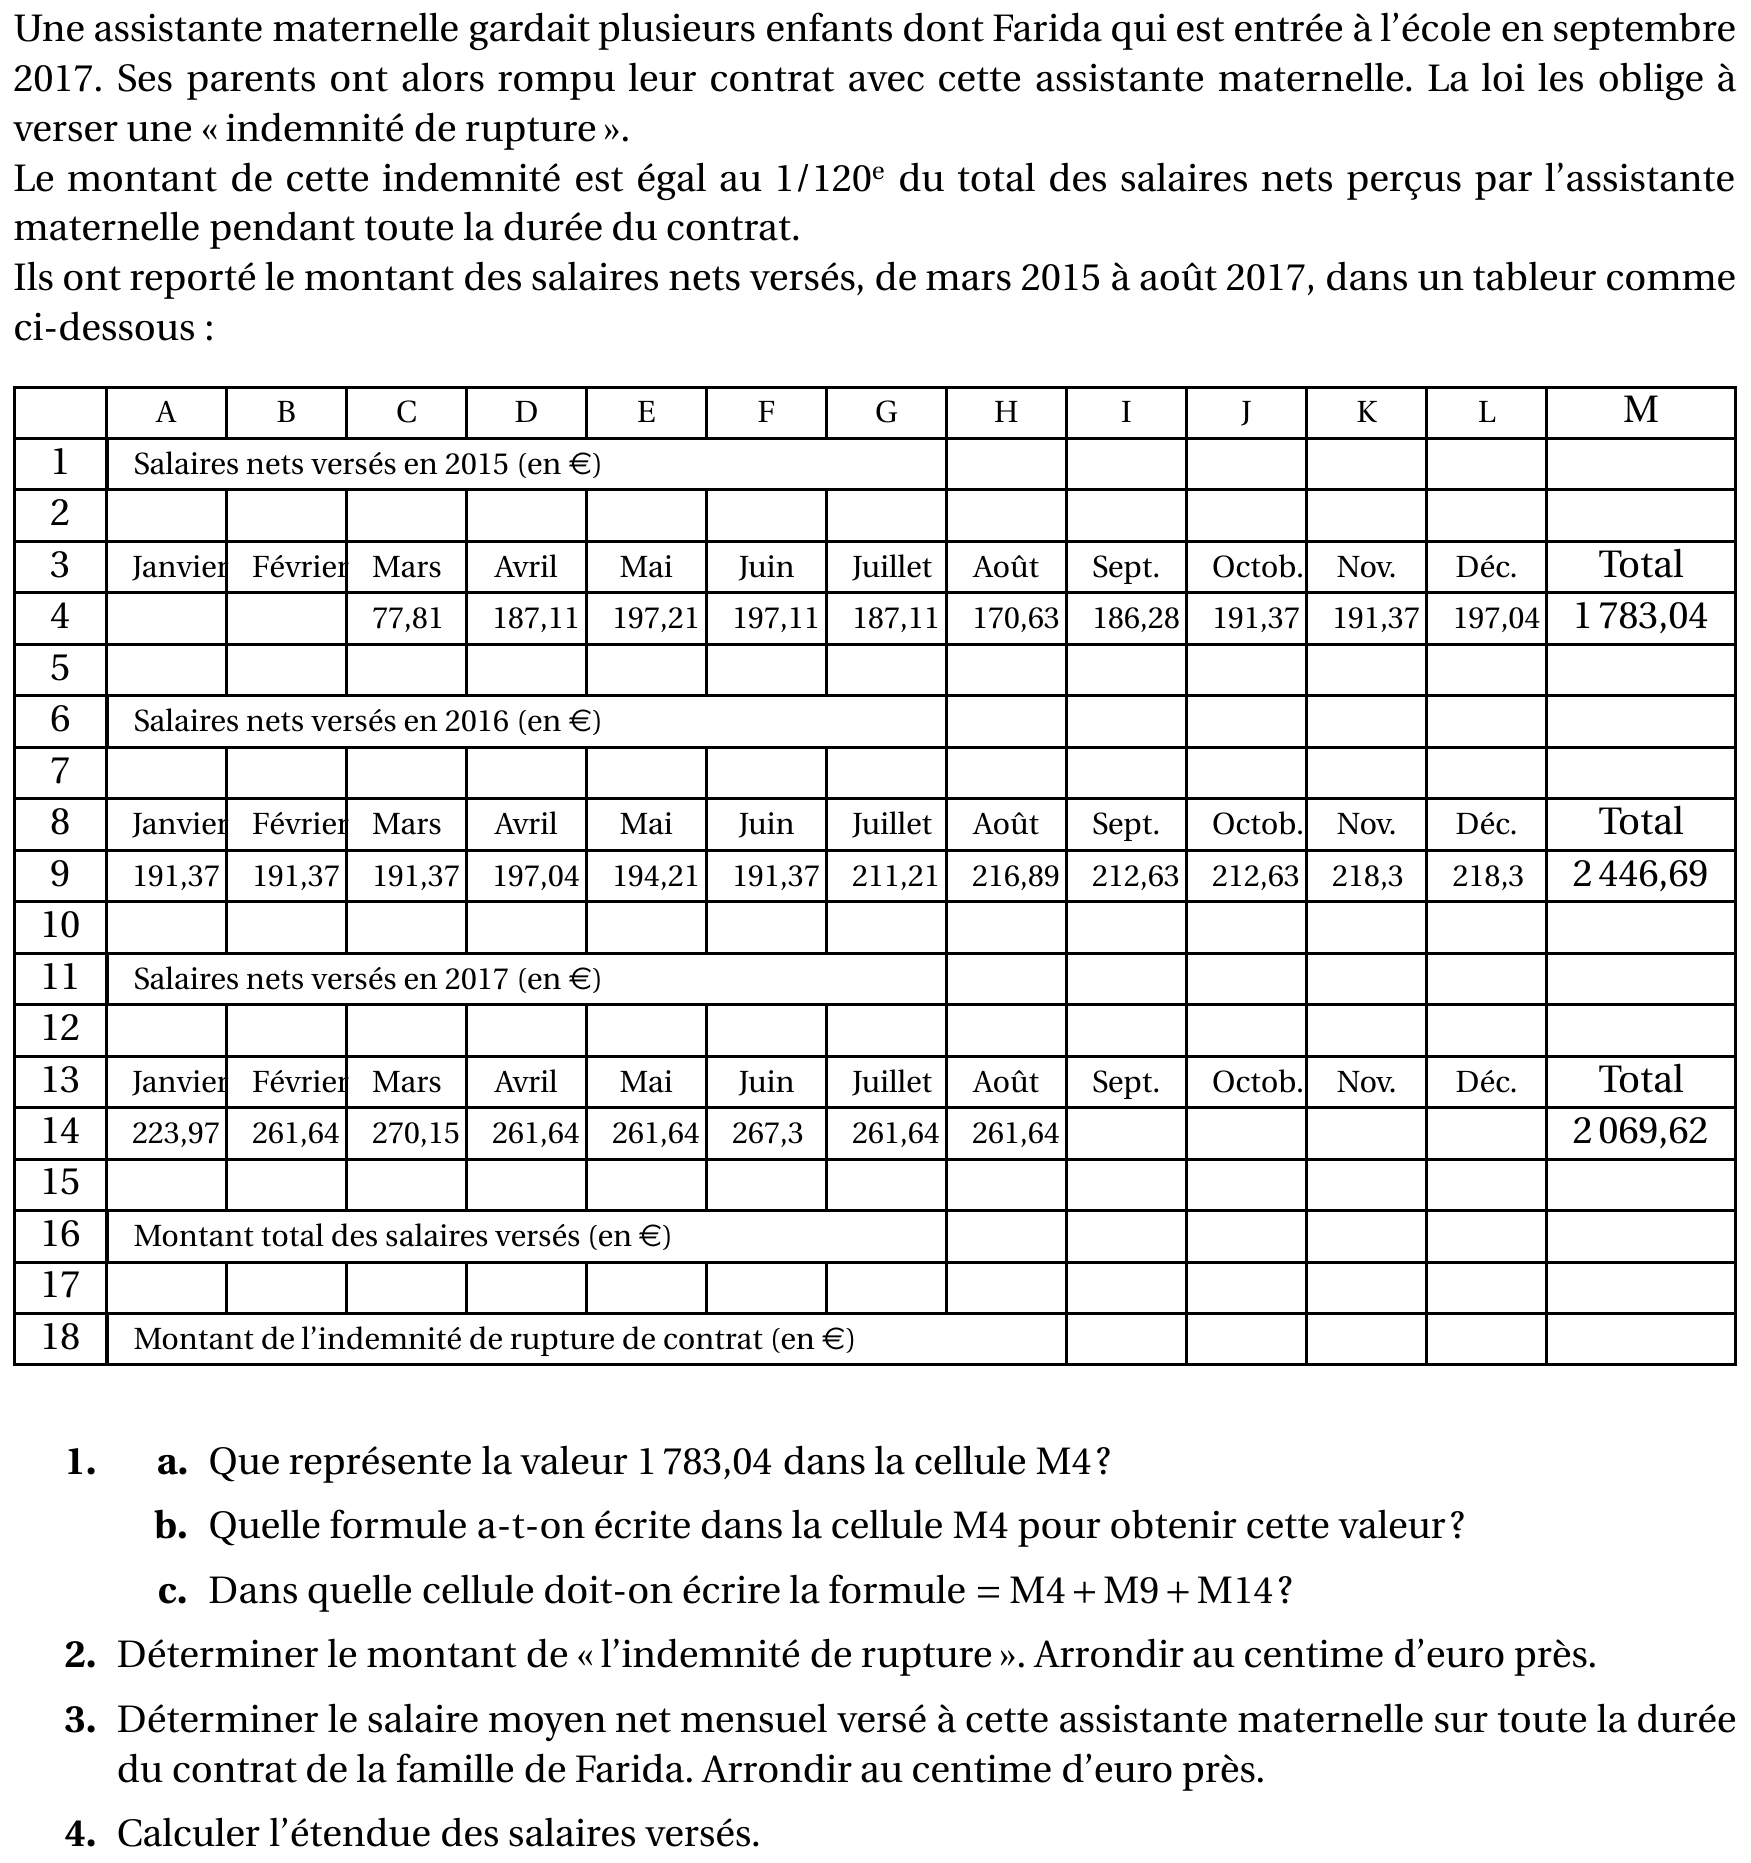 Une assistante maternelle gardait plusieurs enfants dont Farida qui est entrée à l'école en septembre
2017. Ses parents ont alors rompu leur contrat avec cette assistante maternelle. La loi les oblige à
verser une « indemnité de rupture ».
Le montant de cette indemnité est égal au 1/120ᵉ du total des salaires nets perçus par l'assistante
maternelle pendant toute la durée du contrat.
Ils ont reporté le montant des salaires nets versés, de mars 2015 à août 2017, dans un tableur comme
ci-dessous :
A B C D E F G H I J K L M
1 Salaires nets versés en 2015 (en €)
2
3 Janvier Février Mars Avril Mai Juin Juillet Août Sept. Octob. Nov. Déc. Total
4 77,81 187,11 197,21 197,11 187,11 170,63 186,28 191,37 191,37 197,04 1 783,04
5
6 Salaires nets versés en 2016 (en €)
7
8 Janvier Février Mars Avril Mai Juin Juillet Août Sept. Octob. Nov. Déc. Total
9 191,37 191,37 191,37 197,04 194,21 191,37 211,21 216,89 212,63 212,63 218,3 218,3 2 446,69
10
11 Salaires nets versés en 2017 (en €)
12
13 Janvier Février Mars Avril Mai Juin Juillet Août Sept. Octob. Nov. Déc. Total
14 223,97 261,64 270,15 261,64 261,64 267,3 261,64 261,64 2 069,62
15
16 Montant total des salaires versés (en €)
17
18 Montant de l'indemnité de rupture de contrat (en €)
1. a. Que représente la valeur 1 783,04 dans la cellule M4 ?
b. Quelle formule a-t-on écrite dans la cellule M4 pour obtenir cette valeur ?
c. Dans quelle cellule doit-on écrire la formule = M4 + M9 + M14 ?
2. Déterminer le montant de « l'indemnité de rupture ». Arrondir au centime d'euro près.
3. Déterminer le salaire moyen net mensuel versé à cette assistante maternelle sur toute la durée
du contrat de la famille de Farida. Arrondir au centime d'euro près.
4. Calculer l'étendue des salaires versés.